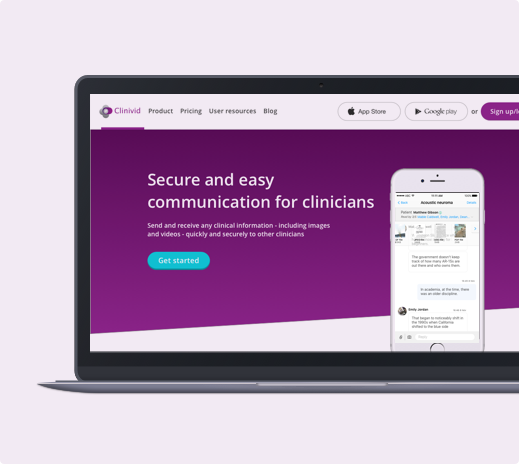 Clinivid
Product
Pricing
User resources
Blog
App Store
Google play
or
Sign up/l
Secure and easy
communication for clinicians
Send and receive any clinical information - including images
and videos - quickly and securely to other clinicians
Get started
Back
Acoustic neuroma
Patient: Matthew Gibson
The government doesn't keep
track of how many AR-15s are
out there and who owns them.
In academia, at the time, there
was an older discipline.
Emily Jordan
That began to noticeably shift in
the 1990s when California
shifted to the blue side